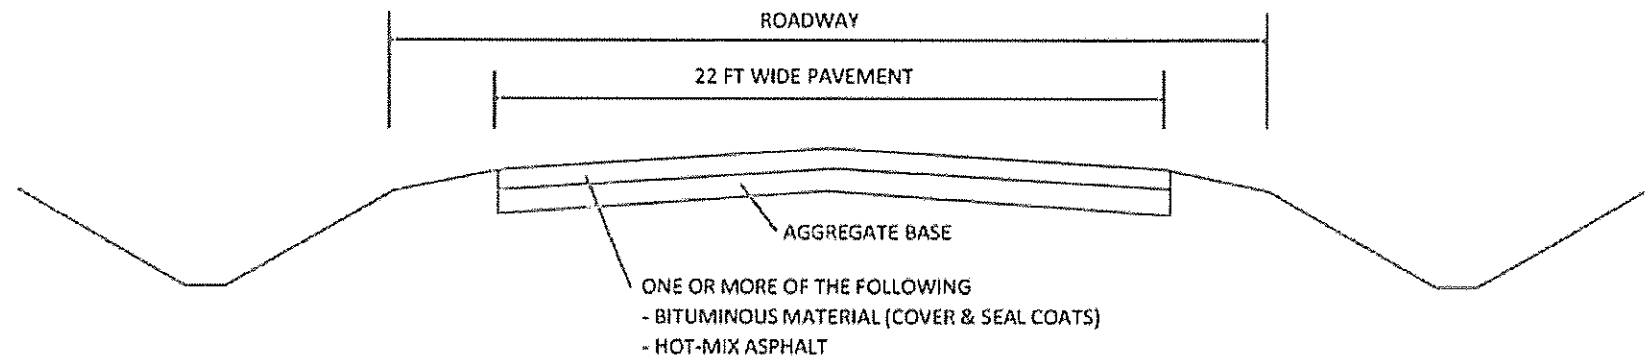 ROADWAY
22 FT WIDE PAVEMENT
AGGREGATE BASE
ONE OR MORE OF THE FOLLOWING
- BITUMINOUS MATERIAL (COVER & SEAL COATS)
- HOT-MIX ASPHALT